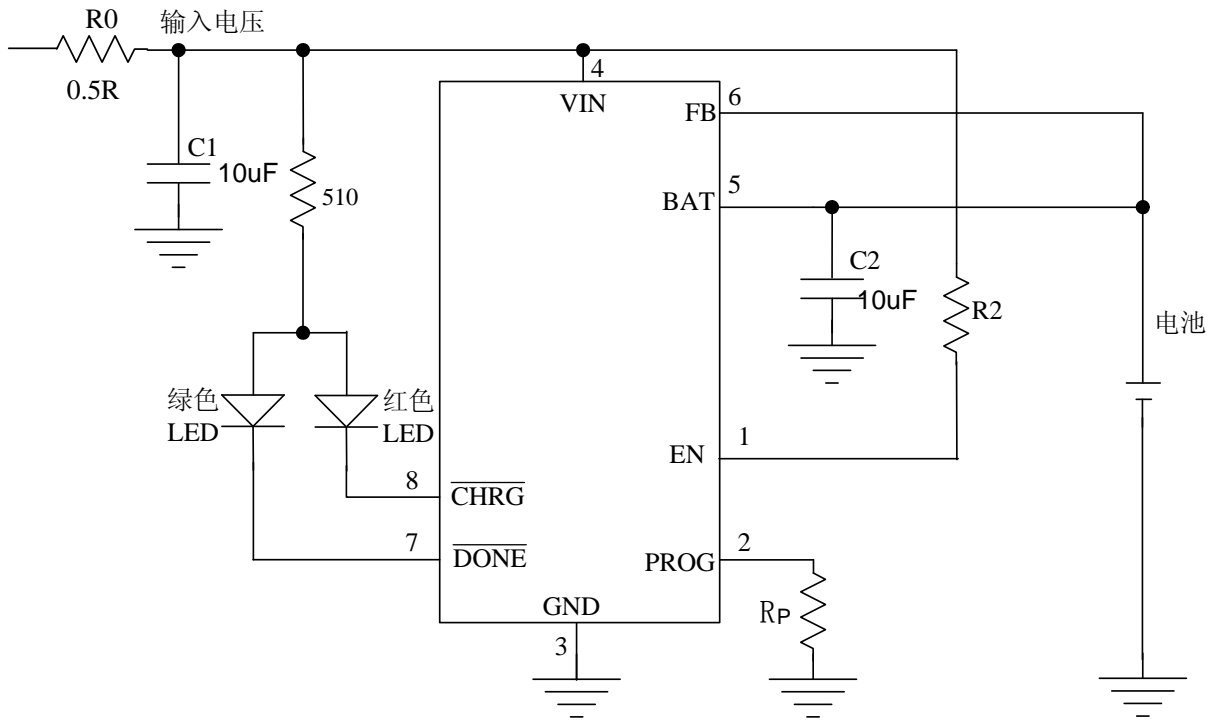 R0
输入电压
0.5R
C1
10uF
510
4
VIN
FB
6
BAT
5
C2
10uF
R2
电池
绿色
LED
红色
LED
EN
1
8
CHRG
7
DONE
PROG
2
GND
3
RP